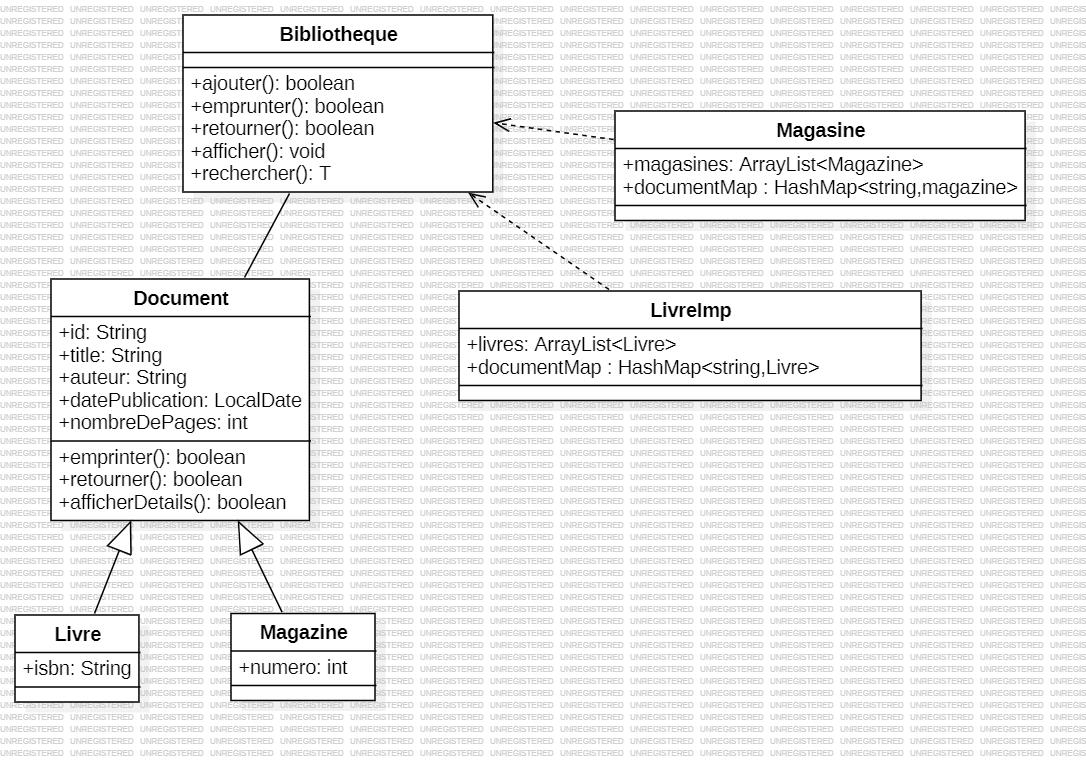 Bibliotheque
+ajouter(): boolean
+emprunter(): boolean
+retourner(): boolean
+afficher(): void
+rechercher(): T
Magasine
+magasines: ArrayList<Magazine>
+documentMap : HashMap<string,magazine>
Document
+id: String
+title: String
+auteur: String
+datePublication: LocalDate
+nombreDePages: int
+emprinter(): boolean
+retourner(): boolean
+afficherDetails(): boolean
LivreImp
+livres: ArrayList<Livre>
+documentMap : HashMap<string,Livre>
Livre
+isbn: String
Magazine
+numero: int
UNREGISTERED